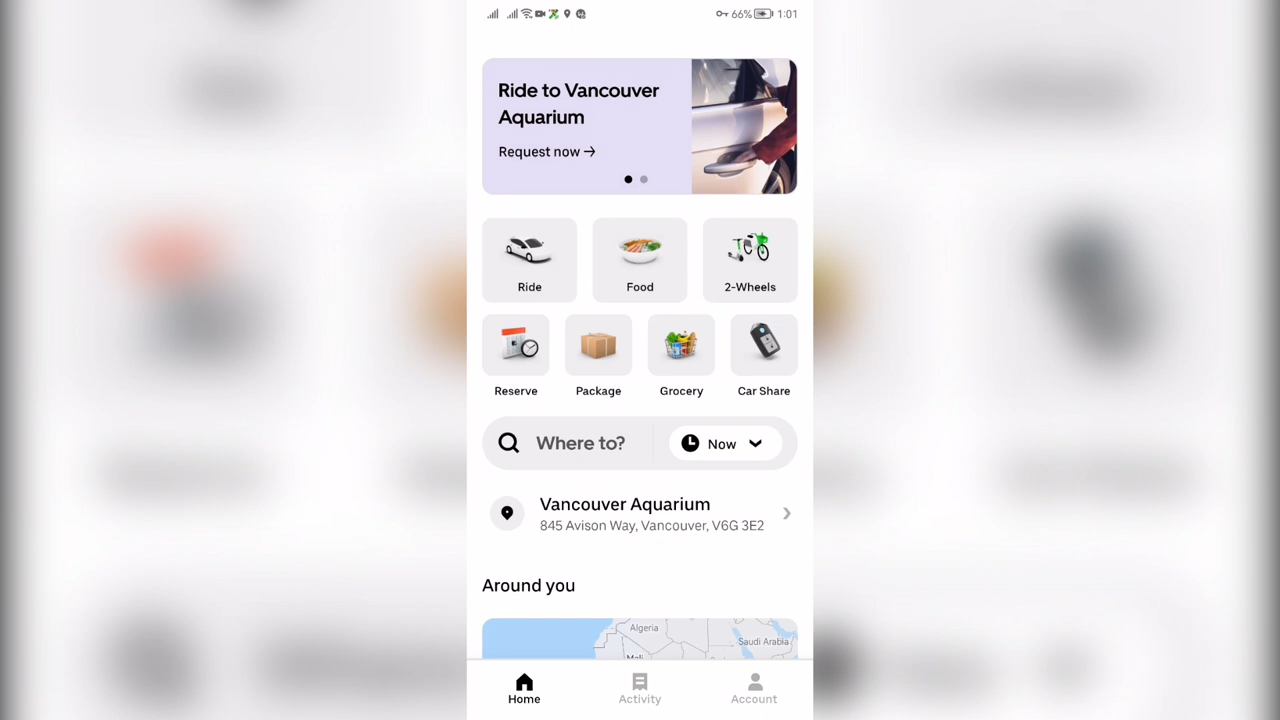 66% 1:01
Ride to Vancouver
Aquarium
Request now →
Ride Food 2-Wheels
Reserve Package Grocery Car Share
Where to? Now
Vancouver Aquarium
845 Avison Way, Vancouver, V6G 3E2
Around you
Algeria
Saudi Arabia
Mali
Home Activity Account